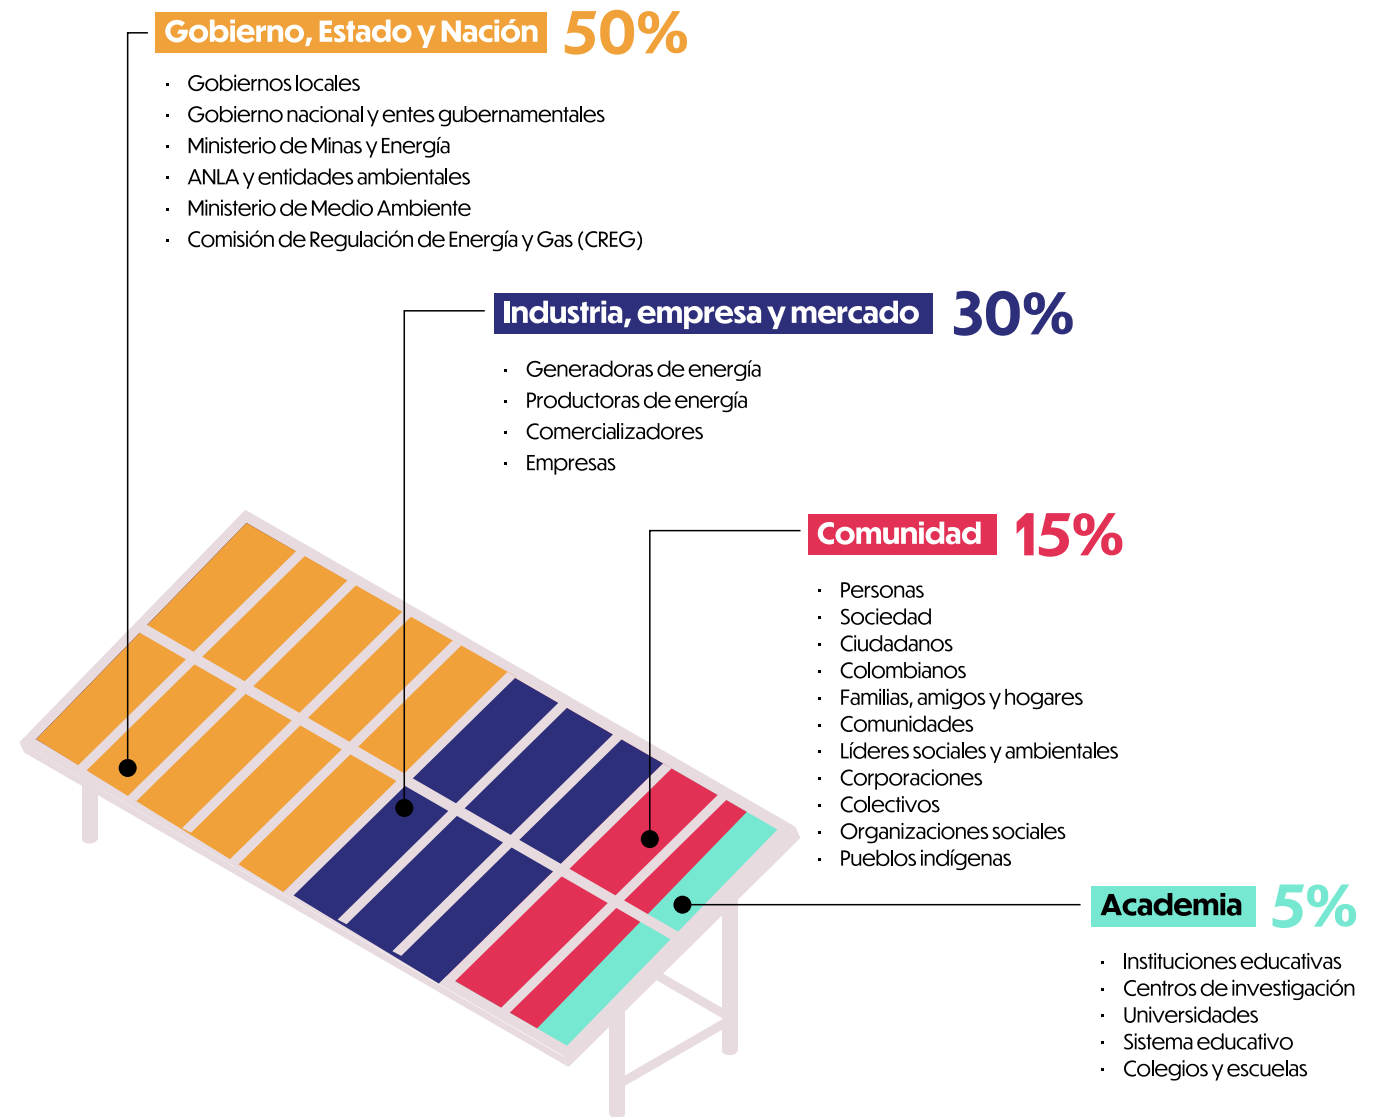 Gobierno, Estado y Nación 50%
· Gobiernos locales
· Gobierno nacional y entes gubernamentales
· Ministerio de Minas y Energía
· ANLA y entidades ambientales
· Ministerio de Medio Ambiente
· Comisión de Regulación de Energía y Gas (CREG)
Industria, empresa y mercado 30%
· Generadoras de energía
· Productoras de energía
· Comercializadores
· Empresas
Comunidad 15%
· Personas
· Sociedad
· Ciudadanos
· Colombianos
· Familias, amigos y hogares
· Comunidades
· Líderes sociales y ambientales
· Corporaciones
· Colectivos
· Organizaciones sociales
· Pueblos indígenas
Academia 5%
· Instituciones educativas
· Centros de investigación
· Universidades
· Sistema educativo
· Colegios y escuelas